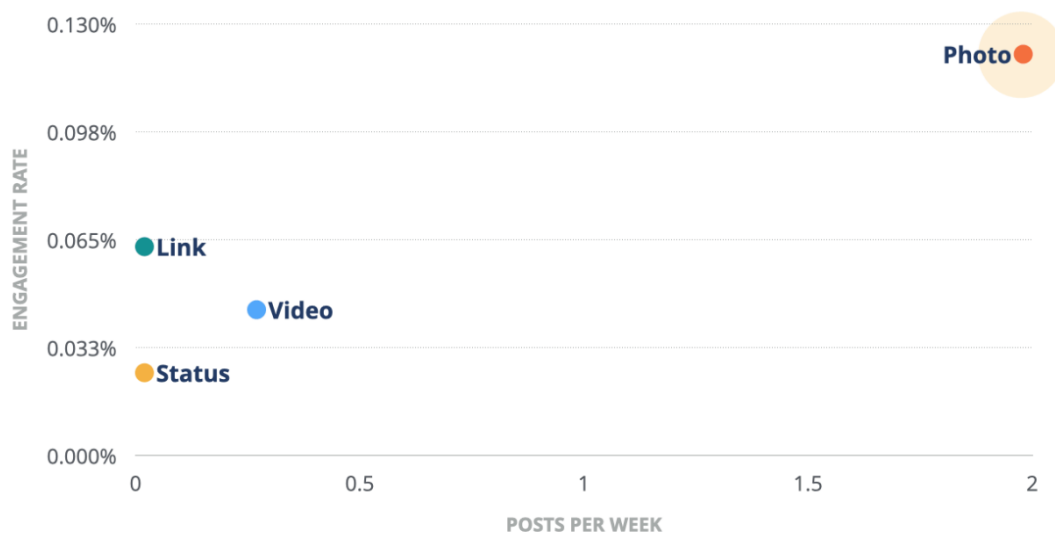 0.130%
Photo
0.098%
ENGAGEMENT RATE
0.065%
Link
Video
0.033%
Status
0.000%
0 0.5 1 1.5 2
POSTS PER WEEK